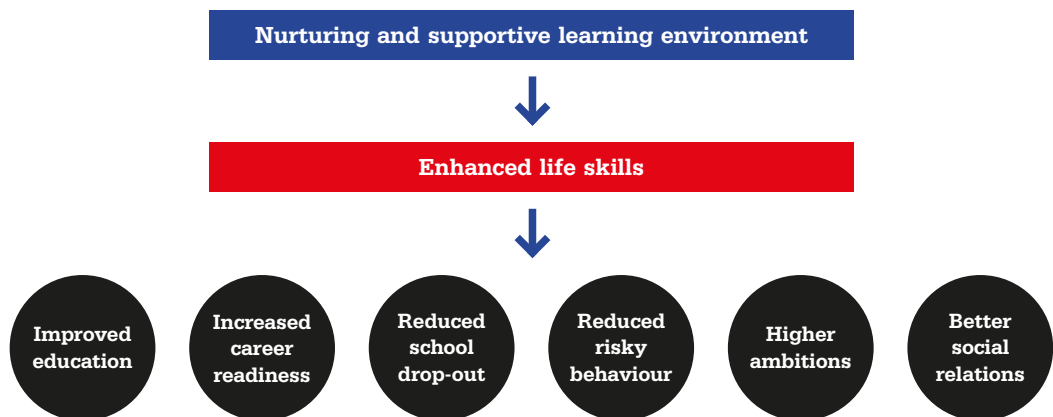 Nurturing and supportive learning environment
Enhanced life skills
Improved
education
Increased
career
readiness
Reduced
school
drop-out
Reduced
risky
behaviour
Higher
ambitions
Better
social
relations